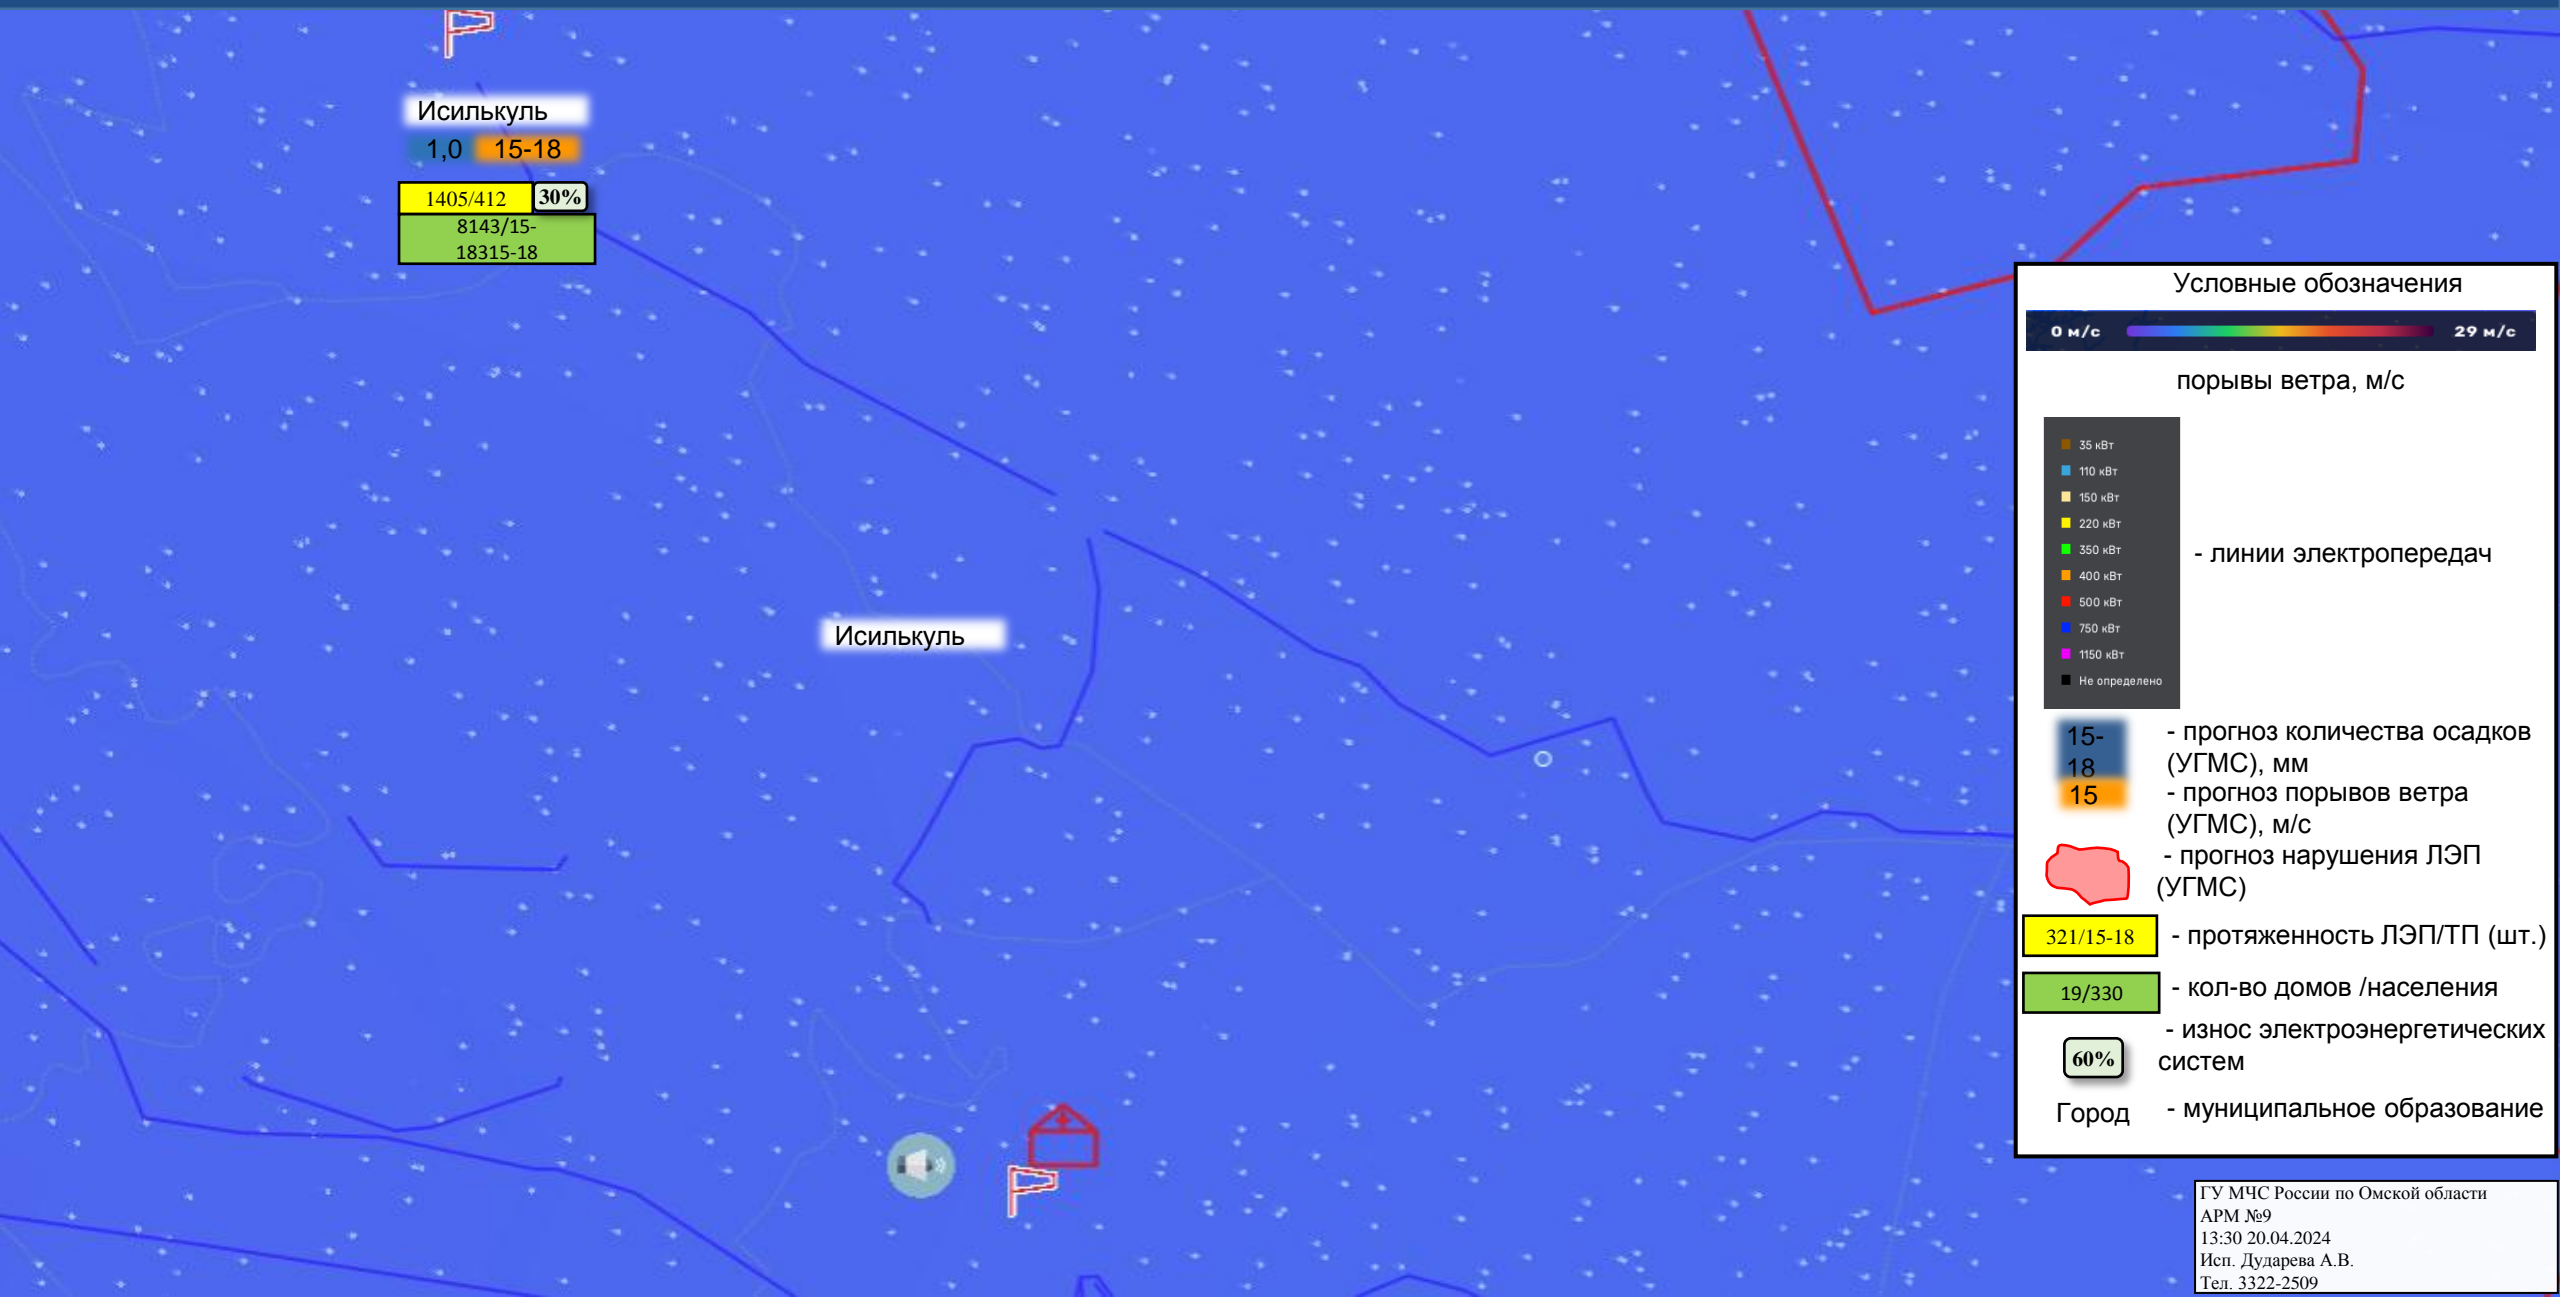 Исилькуль
1,0 15-18
1405/412 30%
8143/15-
18315-18
Исилькуль
Условные обозначения
0 м/с 29 м/с
порывы ветра, м/с
35 кВт
110 кВт
150 кВт
220 кВт
350 кВт
400 кВт
500 кВт
750 кВт
1150 кВт
Не определено
- линии электропередач
15-
18
- прогноз количества осадков
(УГМС), мм
15
- прогноз порывов ветра
(УГМС), м/с
- прогноз нарушения ЛЭП
(УГМС)
321/15-18 - протяженность ЛЭП/ТП (шт.)
19/330 - кол-во домов /населения
60%
- износ электроэнергетических
систем
Город - муниципальное образование
ГУ МЧС России по Омской области
АРМ №9
13:30 20.04.2024
Исп. Дударева А.В.
Тел. 3322-2509